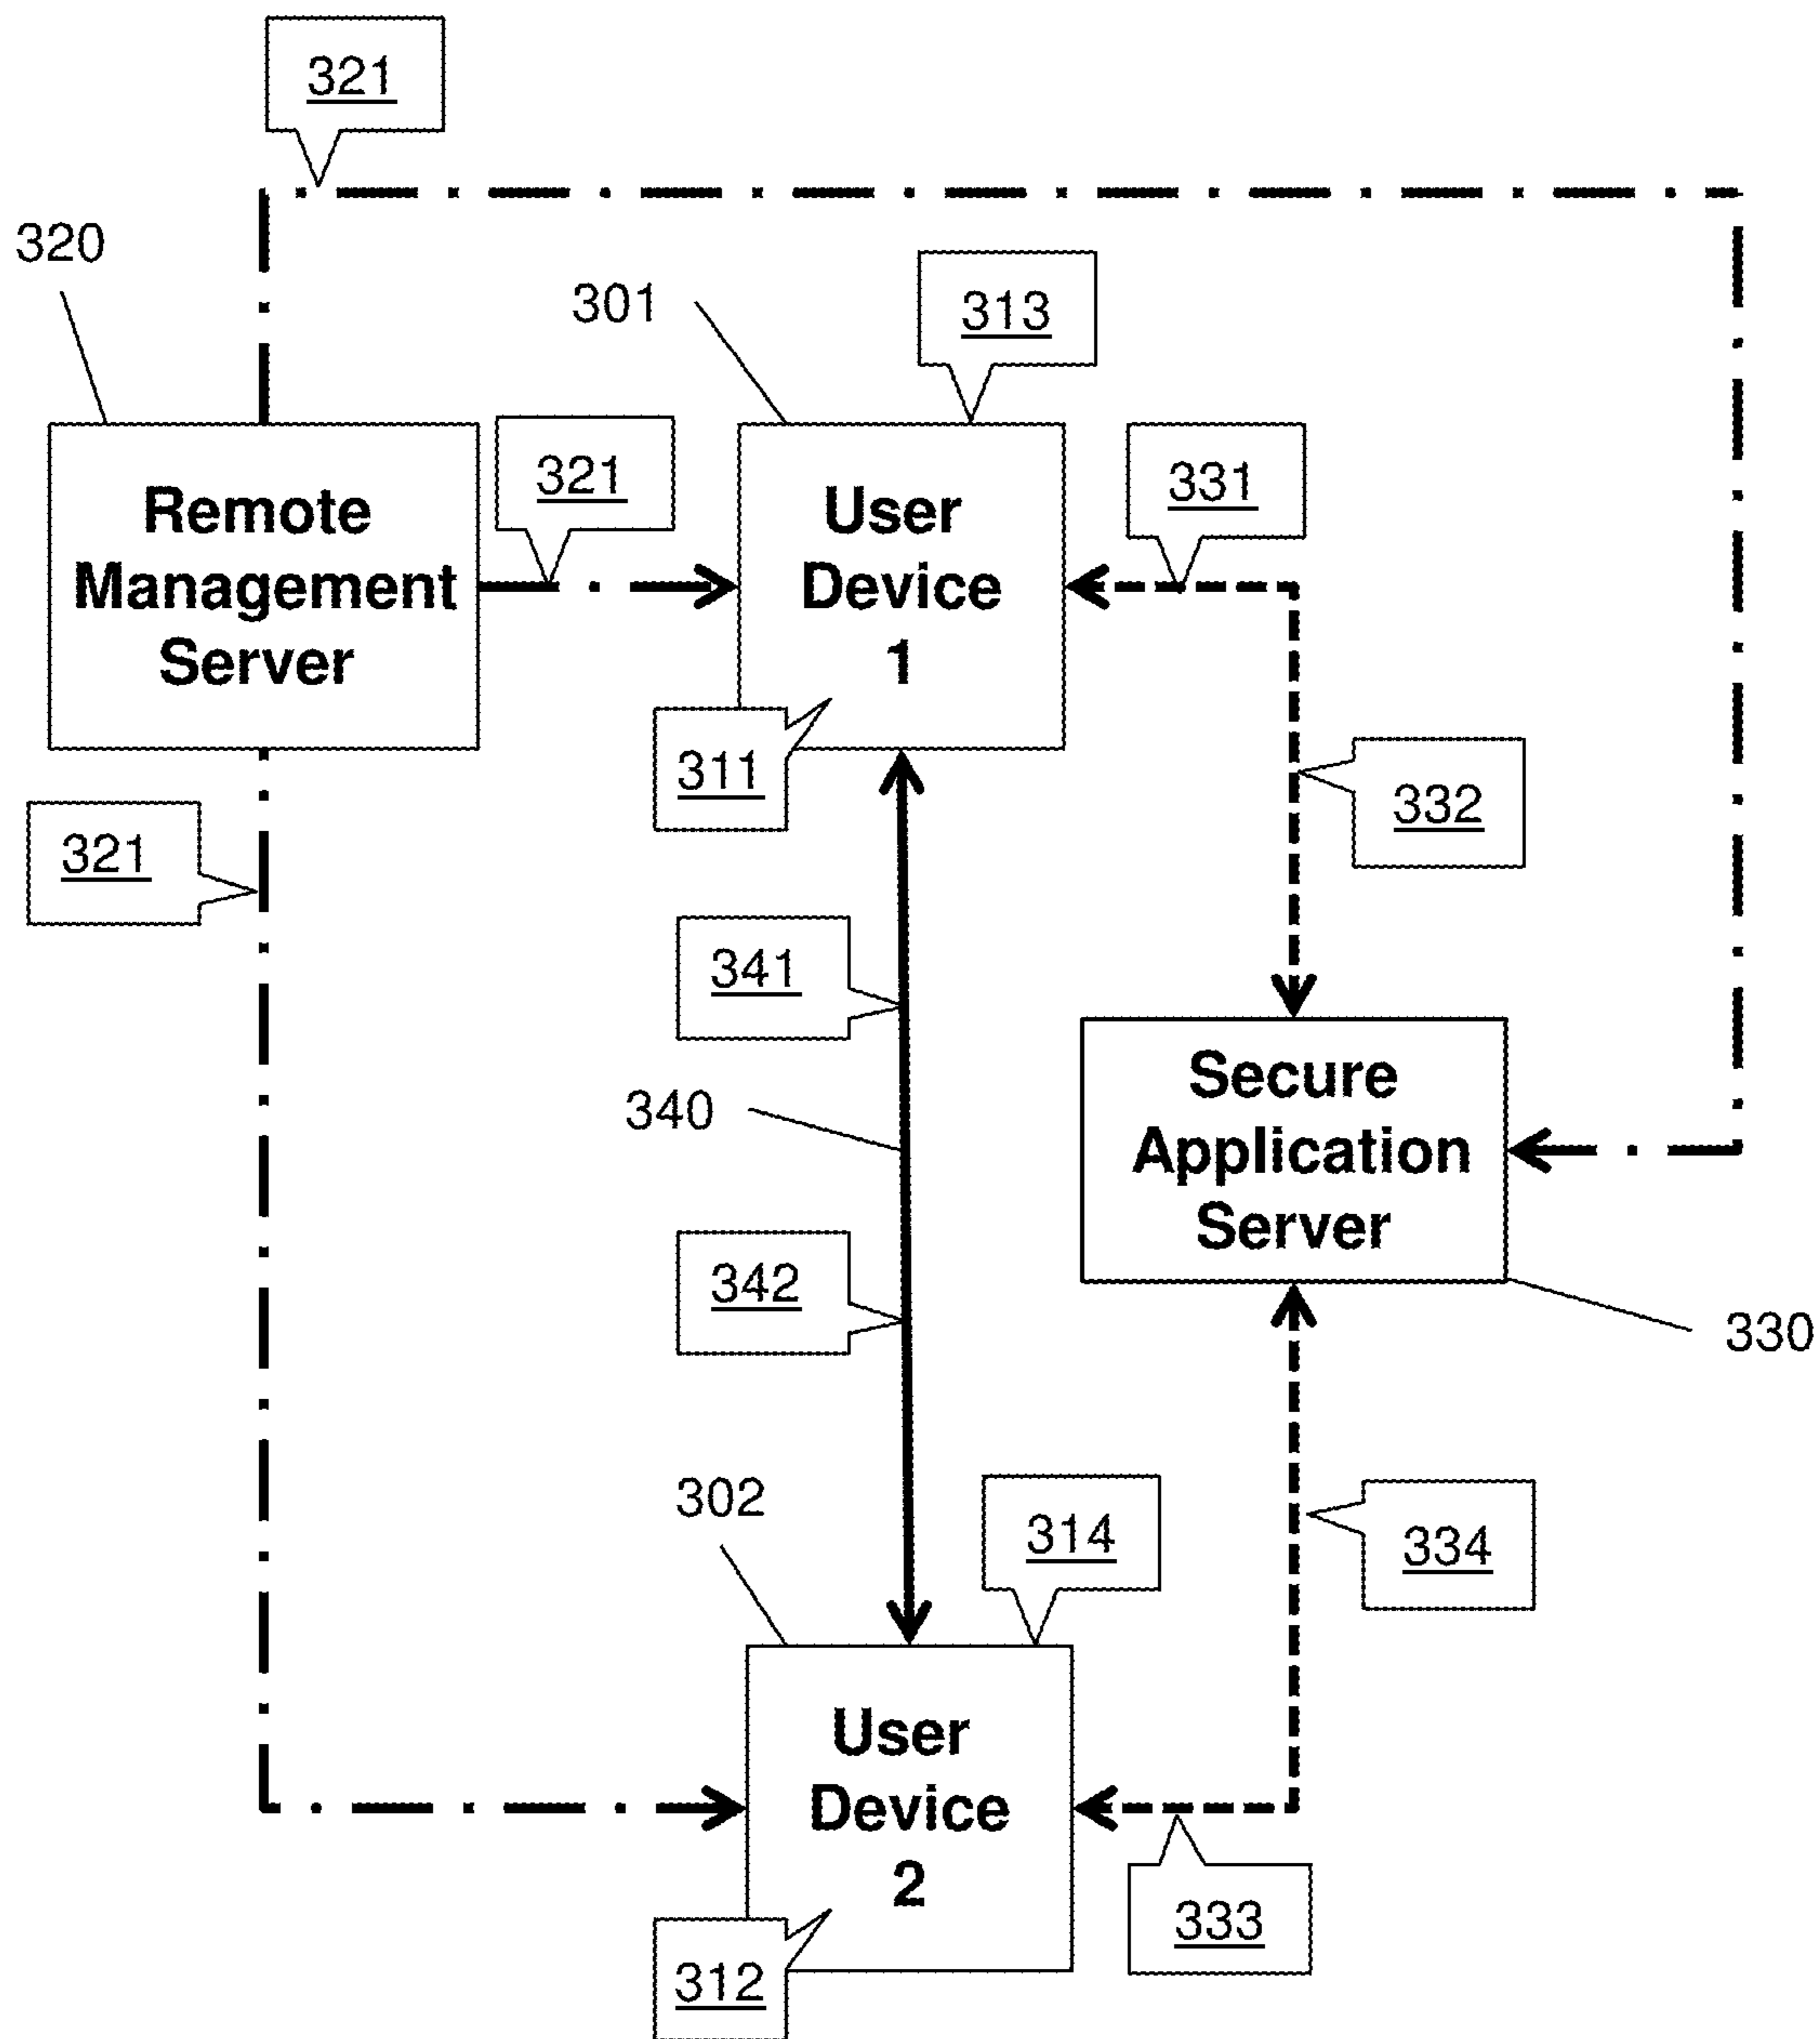 321
320
301
313
Remote
Management
Server
321
User
Device
1
331
311
332
321
341
340
342
Secure
Application
Server
330
302
314
334
User
Device
2
333
312